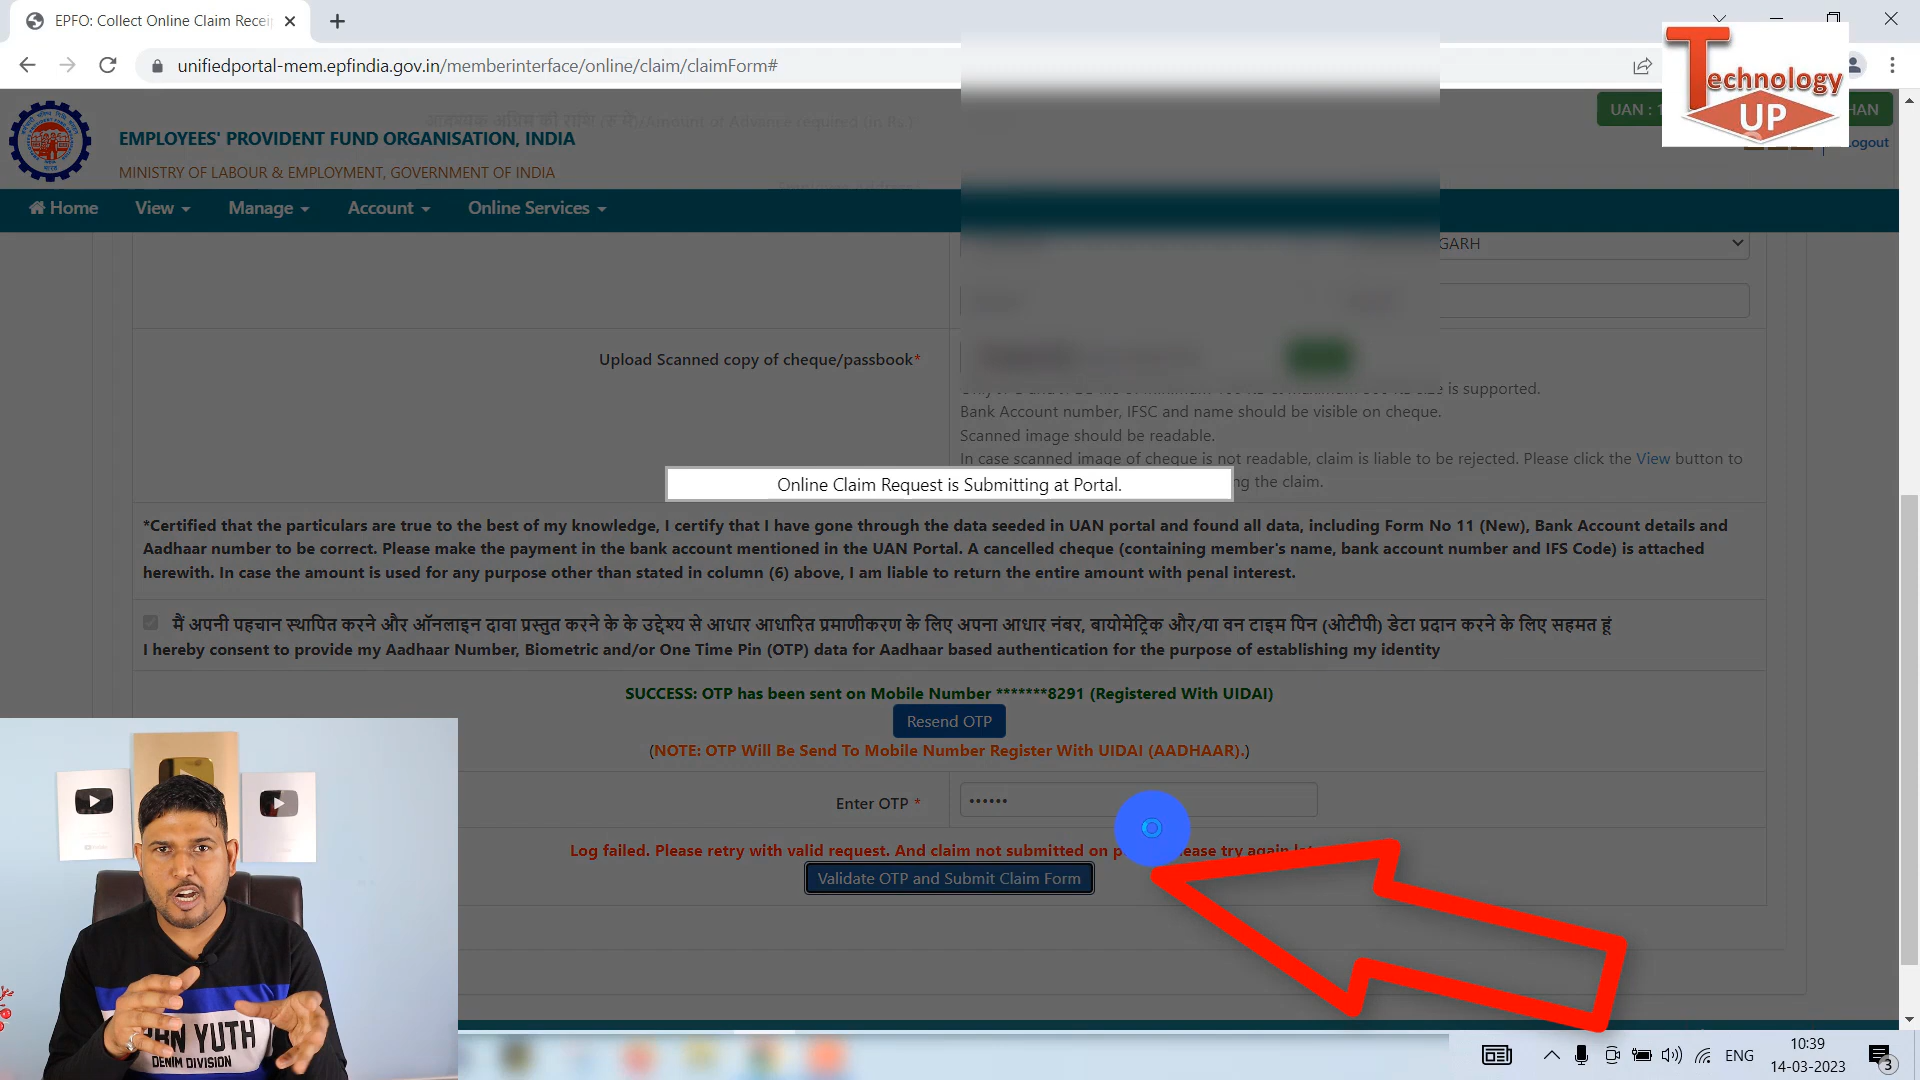 EPFO: Collect Online Claim Recei
unifiedportal-mem.epfindia.gov.in/memberinterface/online/claim/claimForm#
Technology
UP
UAN : 1
HAN
EMPLOYEES' PROVIDENT FUND ORGANISATION, INDIA
MINISTRY OF LABOUR & EMPLOYMENT, GOVERNMENT OF INDIA
Logout
Home View Manage Account Online Services
GARH
Upload Scanned copy of cheque/passbook*
is supported.
Bank Account number, IFSC and name should be visible on cheque.
Scanned image should be readable.
In case scanned image of cheque is not readable, claim is liable to be rejected. Please click the View button to
ng the claim.
Online Claim Request is Submitting at Portal.
*Certified that the particulars are true to the best of my knowledge, I certify that I have gone through the data seeded in UAN portal and found all data, including Form No 11 (New), Bank Account details and
Aadhaar number to be correct. Please make the payment in the bank account mentioned in the UAN Portal. A cancelled cheque (containing member's name, bank account number and IFS Code) is attached
herewith. In case the amount is used for any purpose other than stated in column (6) above, I am liable to return the entire amount with penal interest.
मैं अपनी पहचान स्थापित करने और ऑनलाइन दावा प्रस्तुत करने के के उद्देश्य से आधार आधारित प्रमाणीकरण के लिए अपना आधार नंबर, बायोमेट्रिक और/या वन टाइम पिन (ओटीपी) डेटा प्रदान करने के लिए सहमत हूं
I hereby consent to provide my Aadhaar Number, Biometric and/or One Time Pin (OTP) data for Aadhaar based authentication for the purpose of establishing my identity
SUCCESS: OTP has been sent on Mobile Number *******8291 (Registered With UIDAI)
Resend OTP
(NOTE: OTP Will Be Send To Mobile Number Register With UIDAI (AADHAAR).)
Enter OTP * ••••••
Log failed. Please retry with valid request. And claim not submitted on please try again
Validate OTP and Submit Claim Form
YUTH
DENIM DIVISION
ENG
10:39
14-03-2023
3